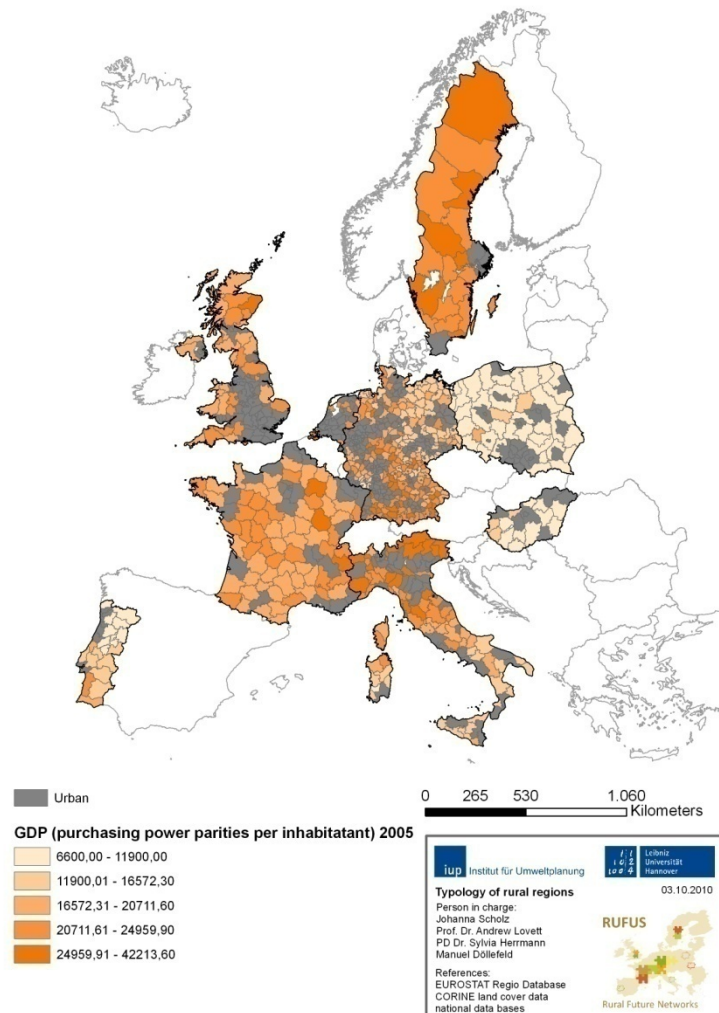 Urban
GDP (purchasing power parities per inhabitatant) 2005
6600,00 - 11900,00
11900,01 - 16572,30
16572,31 - 20711,60
20711,61 - 24959,90
24959,91 - 42213,60
0 265 530 1.060
Kilometers
iup Institut für Umweltplanung
Leibniz
Universität
Hannover
Typology of rural regions
03.10.2010
Person in charge:
Johanna Scholz
Prof. Dr. Andrew Lovett
PD Dr. Sylvia Herrmann
Manuel Döllefeld
References:
EUROSTAT Regio Database
CORINE land cover data
national data bases
RUFUS
Rural Future Networks